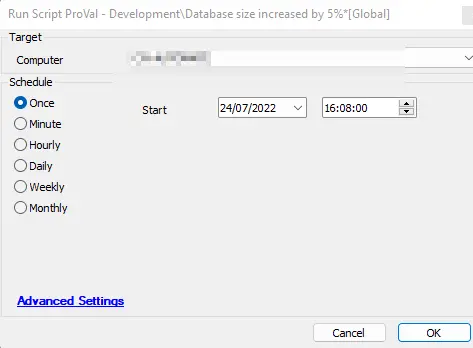 Run Script ProVal - Development\Database size increased by 5%*[Global]
Target
Computer
Schedule
Once
Start
24/07/2022
16:08:00
Minute
Hourly
Daily
Weekly
Monthly
Advanced Settings
Cancel
OK